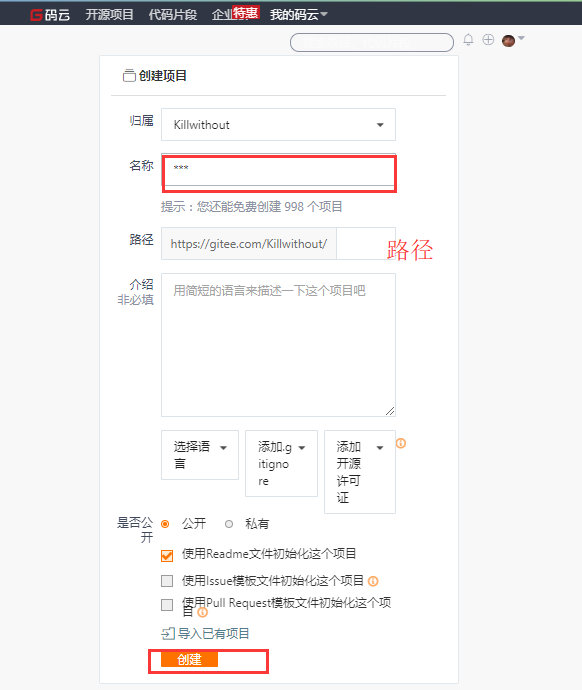 码云 开源项目 代码片段 企业 特惠 我的码云
创建项目
归属 Killwithout
名称 ***
提示：您还能免费创建 998 个项目
路径 https://gitee.com/Killwithout/ 路径
介绍
非必填
用简短的语言来描述一下这个项目吧
选择语
言
添加.g
itigno
re
添加
开源
许可
证
是否公
开
公开 私有
使用Readme文件初始化这个项目
使用Issue模板文件初始化这个项目
使用Pull Request模板文件初始化这个项
目
导入已有项目
创建